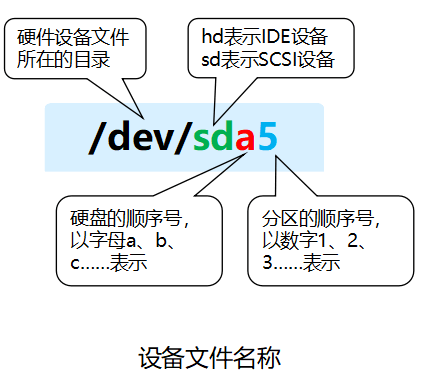 硬件设备文件
所在的目录
hd表示IDE设备
sd表示SCSI设备
/dev/sda5
硬盘的顺序号，
以字母a、b、
c……表示
分区的顺序号，
以数字1、2、
3……表示
设备文件名称